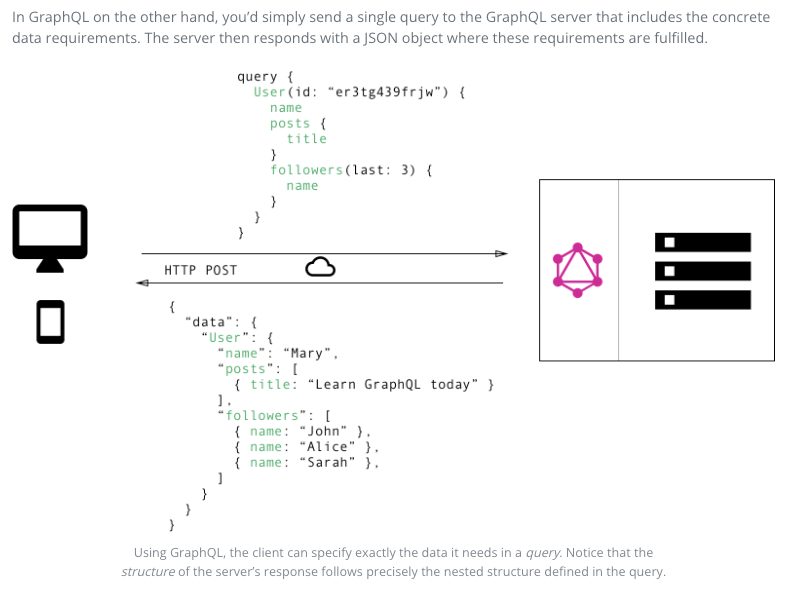 In GraphQL on the other hand, you’d simply send a single query to the GraphQL server that includes the concrete
data requirements. The server then responds with a JSON object where these requirements are fulfilled.
query {
  User(id: “er3tg439frjw”) {
    name
    posts {
      title
    }
    followers(last: 3) {
      name
    }
  }
}
HTTP POST
{
  “data”: {
    “User”: {
      “name”: “Mary”,
      “posts”: [
        { title: “Learn GraphQL today” }
      ],
      “followers”: [
        { name: “John” },
        { name: “Alice” },
        { name: “Sarah” },
      ]
    }
  }
}
Using GraphQL, the client can specify exactly the data it needs in a query. Notice that the
structure of the server’s response follows precisely the nested structure defined in the query.